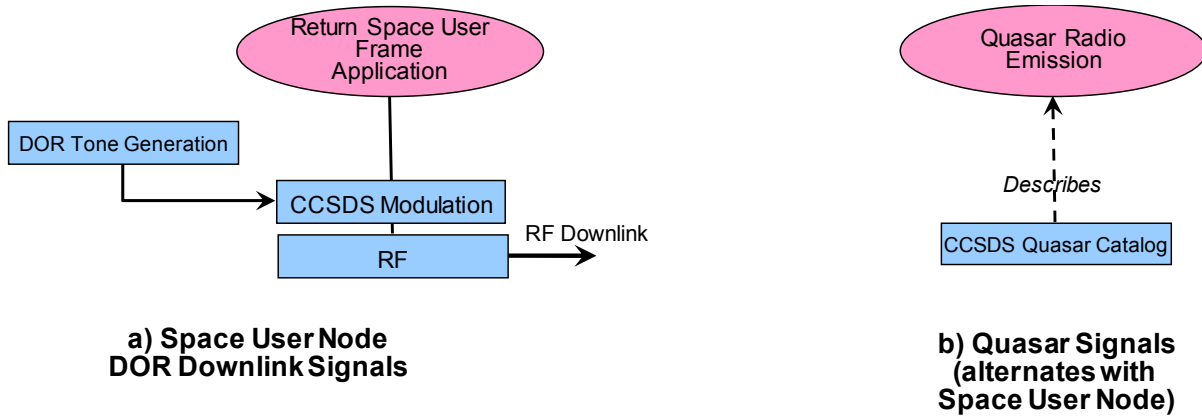 Return Space User
Frame
Application
DOR Tone Generation
CCSDS Modulation
RF Downlink
RF
a) Space User Node
DOR Downlink Signals
Quasar Radio
Emission
Describes
CCSDS Quasar Catalog
b) Quasar Signals
(alternates with
Space User Node)